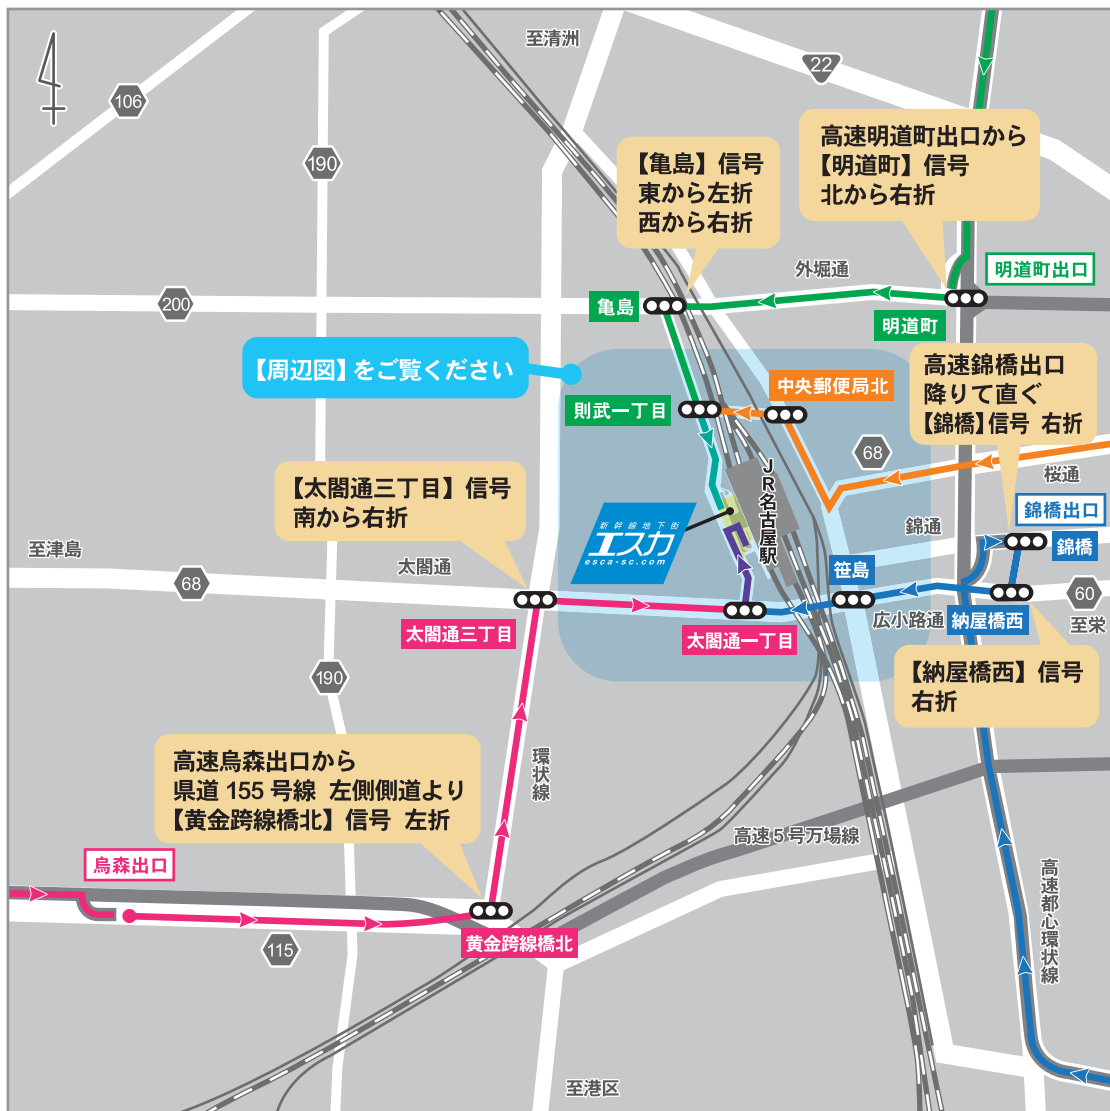 至清洲
22
106
190
高速明道町出口から
【明道町】信号
北から右折
【亀島】信号
東から左折
西から右折
外堀通
明道町出口
200
亀島
明道町
【周辺図】をご覧ください
高速錦橋出口
降りて直ぐ
【錦橋】信号 右折
中央郵便局北
則武一丁目
68
桜通
JR名古屋駅
【太閤通三丁目】信号
南から右折
錦橋出口
新幹線地下街
エスカ
esca-sc.com
錦通
錦橋
至津島
太閤通
68
笹島
60
広小路通
納屋橋西
至栄
太閤通三丁目
太閤通一丁目
【納屋橋西】信号
右折
190
高速烏森出口から
県道 155 号線 左側側道より
【黄金跨線橋北】信号 左折
環状線
高速5号万場線
烏森出口
高速都心環状線
黄金跨線橋北
115
至港区